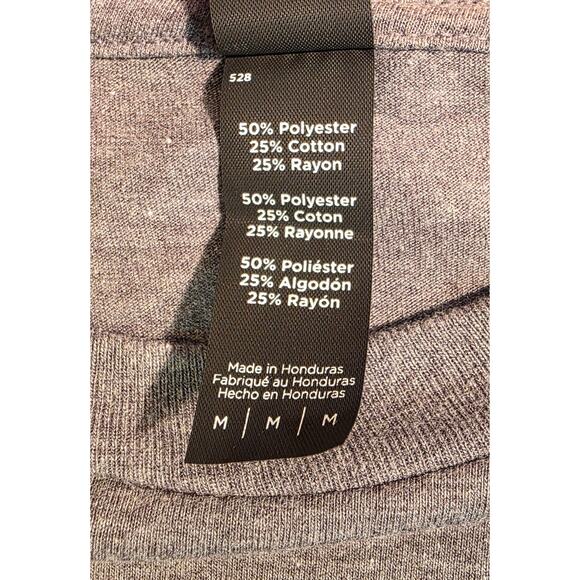 528
50% Polyester
25% Cotton
25% Rayon
50% Polyester
25% Coton
25% Rayonne
50% Poliéster
25% Algodón
25% Rayón
Made in Honduras
Fabriqué au Honduras
Hecho en Honduras
M | M | M